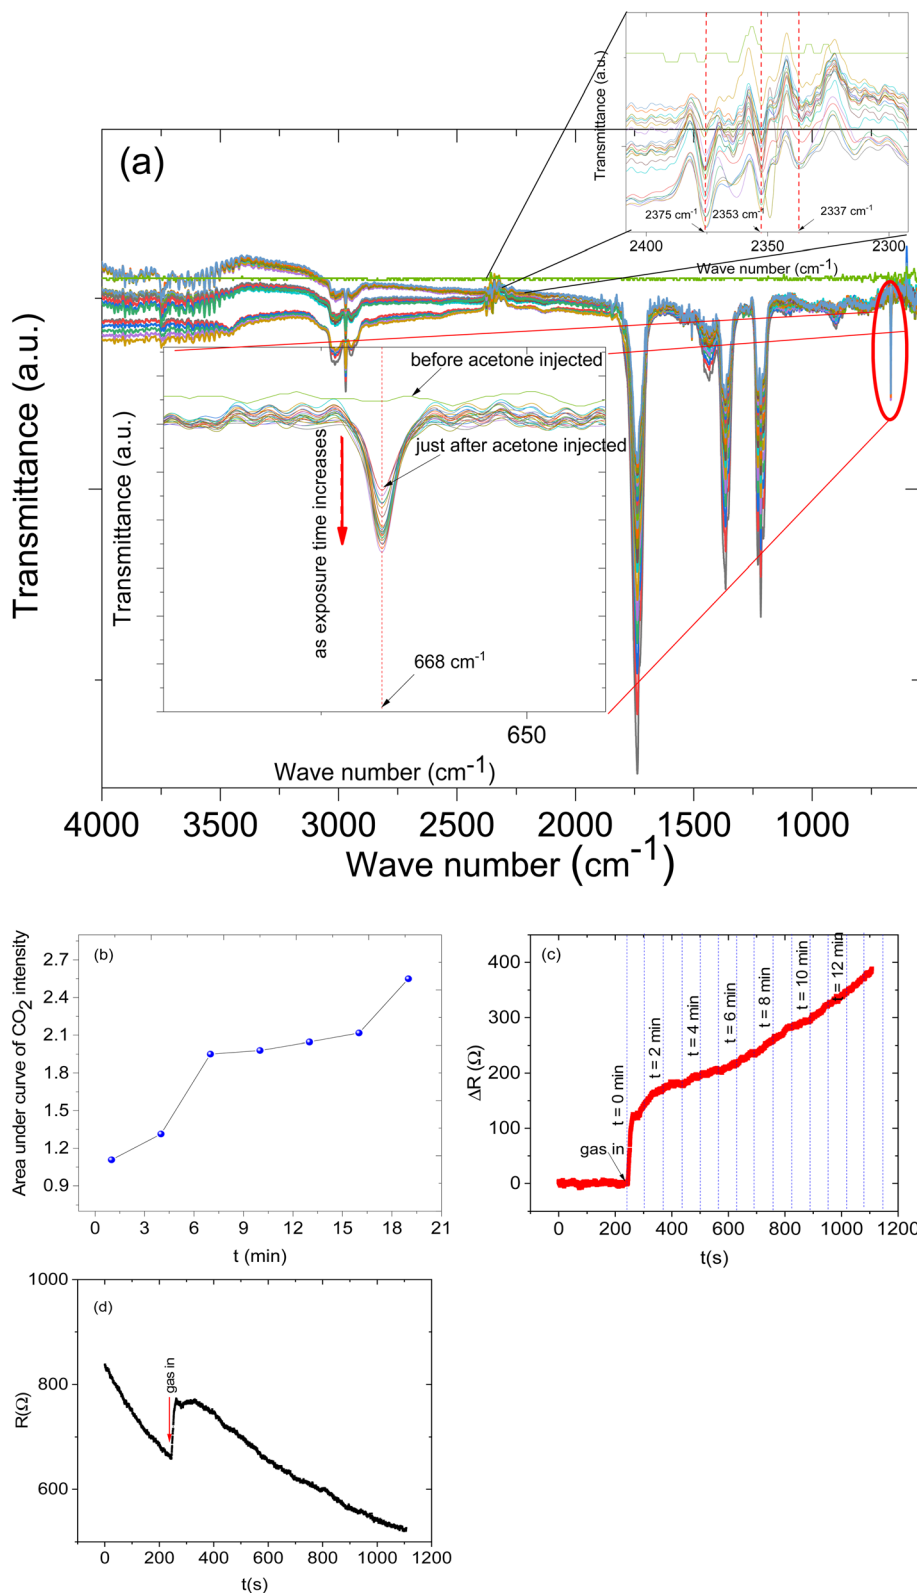 Transmittance (a.u.)
2375 cm-1
2353 cm-1
2337 cm-1
2400
2350
2300
Wave number (cm-1)
(a)
Transmittance (a.u.)
before acetone injected
just after acetone injected
as exposure time increases
Transmittance (a.u.)
668 cm-1
650
Wave number (cm-1)
4000
3000
2500
2000
1500
1000
Wave number (cm-1)
(b)
Area under curve of CO2 intensity
2.7
2.4
2.1
1.8
1.5
1.2
0.9
0
3
6
9
12
15
18
21
t (min)
(c)
ΔR (Ω)
400
300
200
100
0
gas in
t = 0 min
t = 2 min
t = 4 min
t = 6 min
t = 8 min
t = 10 min
t = 12 min
0
200
400
600
800
1000
1200
t(s)
(d)
R(Ω)
1000
800
600
gas in
0
200
400
600
800
1000
1200
t(s)